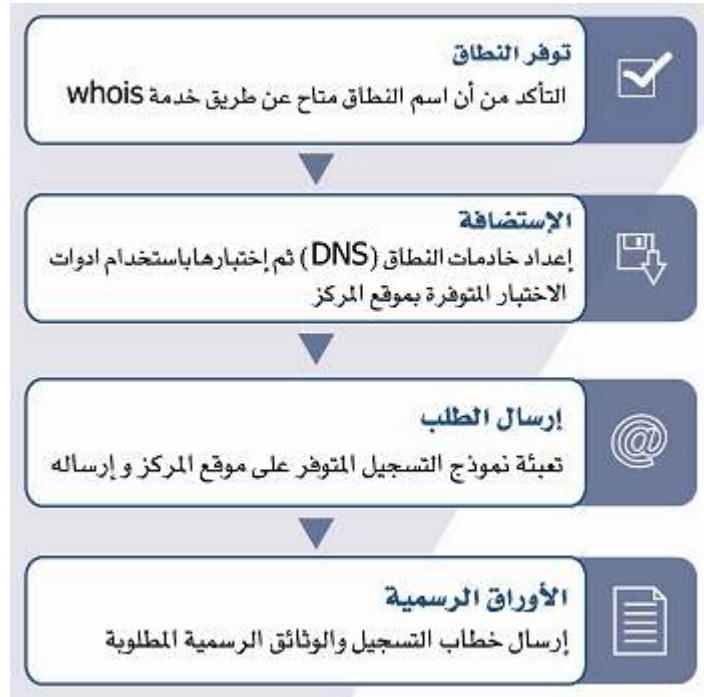 توفر النطاق
التأكد من أن اسم النطاق متاح عن طريق خدمة whois
الإستضافة
إعداد خادمات النطاق (DNS) ثم إختبارها باستخدام ادوات
الاختبار المتوفرة بموقع المركز
إرسال الطلب
تعبئة نموذج التسجيل المتوفر على موقع المركز و إرساله
الأوراق الرسمية
إرسال خطاب التسجيل والوثائق الرسمية المطلوبة